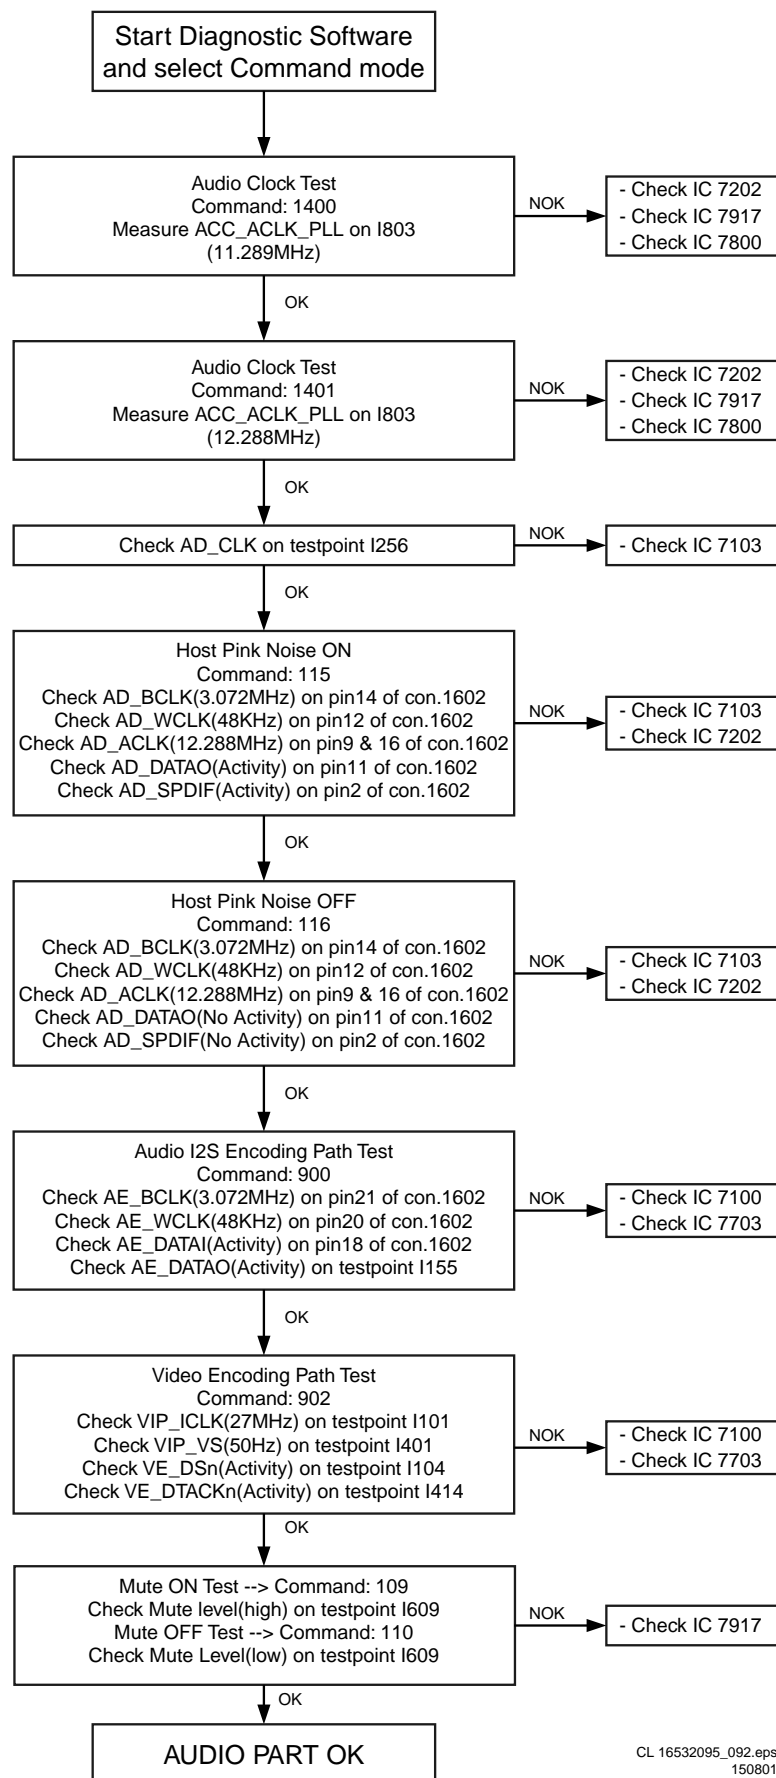 Start Diagnostic Software
and select Command mode
Audio Clock Test
Command: 1400
Measure ACC_ACLK_PLL on I803
(11.289MHz)
NOK
- Check IC 7202
- Check IC 7917
- Check IC 7800
OK
Audio Clock Test
Command: 1401
Measure ACC_ACLK_PLL on I803
(12.288MHz)
NOK
- Check IC 7202
- Check IC 7917
- Check IC 7800
OK
Check AD_CLK on testpoint I256
NOK
- Check IC 7103
OK
Host Pink Noise ON
Command: 115
Check AD_BCLK(3.072MHz) on pin14 of con.1602
Check AD_WCLK(48KHz) on pin12 of con.1602
Check AD_ACLK(12.288MHz) on pin9 & 16 of con.1602
Check AD_DATAO(Activity) on pin11 of con.1602
Check AD_SPDIF(Activity) on pin2 of con.1602
NOK
- Check IC 7103
- Check IC 7202
OK
Host Pink Noise OFF
Command: 116
Check AD_BCLK(3.072MHz) on pin14 of con.1602
Check AD_WCLK(48KHz) on pin12 of con.1602
Check AD_ACLK(12.288MHz) on pin9 & 16 of con.1602
Check AD_DATAO(No Activity) on pin11 of con.1602
Check AD_SPDIF(No Activity) on pin2 of con.1602
NOK
- Check IC 7103
- Check IC 7202
OK
Audio I2S Encoding Path Test
Command: 900
Check AE_BCLK(3.072MHz) on pin21 of con.1602
Check AE_WCLK(48KHz) on pin20 of con.1602
Check AE_DATAI(Activity) on pin18 of con.1602
Check AE_DATAO(Activity) on testpoint I155
NOK
- Check IC 7100
- Check IC 7703
OK
Video Encoding Path Test
Command: 902
Check VIP_ICLK(27MHz) on testpoint I101
Check VIP_VS(50Hz) on testpoint I401
Check VE_DSn(Activity) on testpoint I104
Check VE_DTACKn(Activity) on testpoint I414
NOK
- Check IC 7100
- Check IC 7703
OK
Mute ON Test --> Command: 109
Check Mute level(high) on testpoint I609
Mute OFF Test --> Command: 110
Check Mute Level(low) on testpoint I609
NOK
- Check IC 7917
OK
AUDIO PART OK
CL 16532095_092.eps
150801